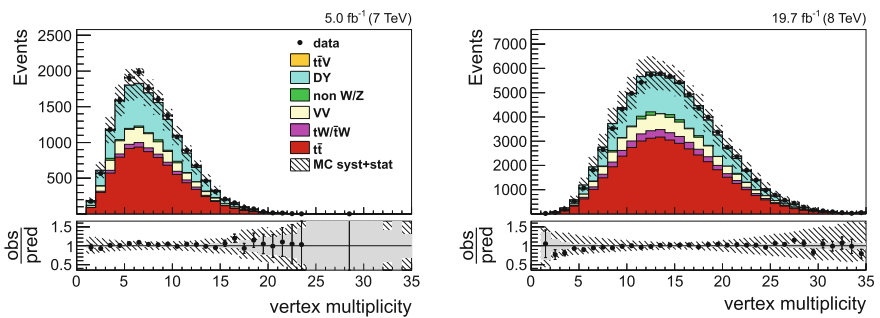 5.0 fb⁻¹ (7 TeV)
Events
2500
2000
1500
1000
500
data
tt̄V
DY
non W/Z
VV
tW/t̄W
tt̄
MC syst+stat
obs
pred
1.5
1
0.5
0 5 10 15 20 25 30 35
vertex multiplicity
19.7 fb⁻¹ (8 TeV)
Events
7000
6000
5000
4000
3000
2000
1000
obs
pred
1.5
1
0.5
0 5 10 15 20 25 30 35
vertex multiplicity